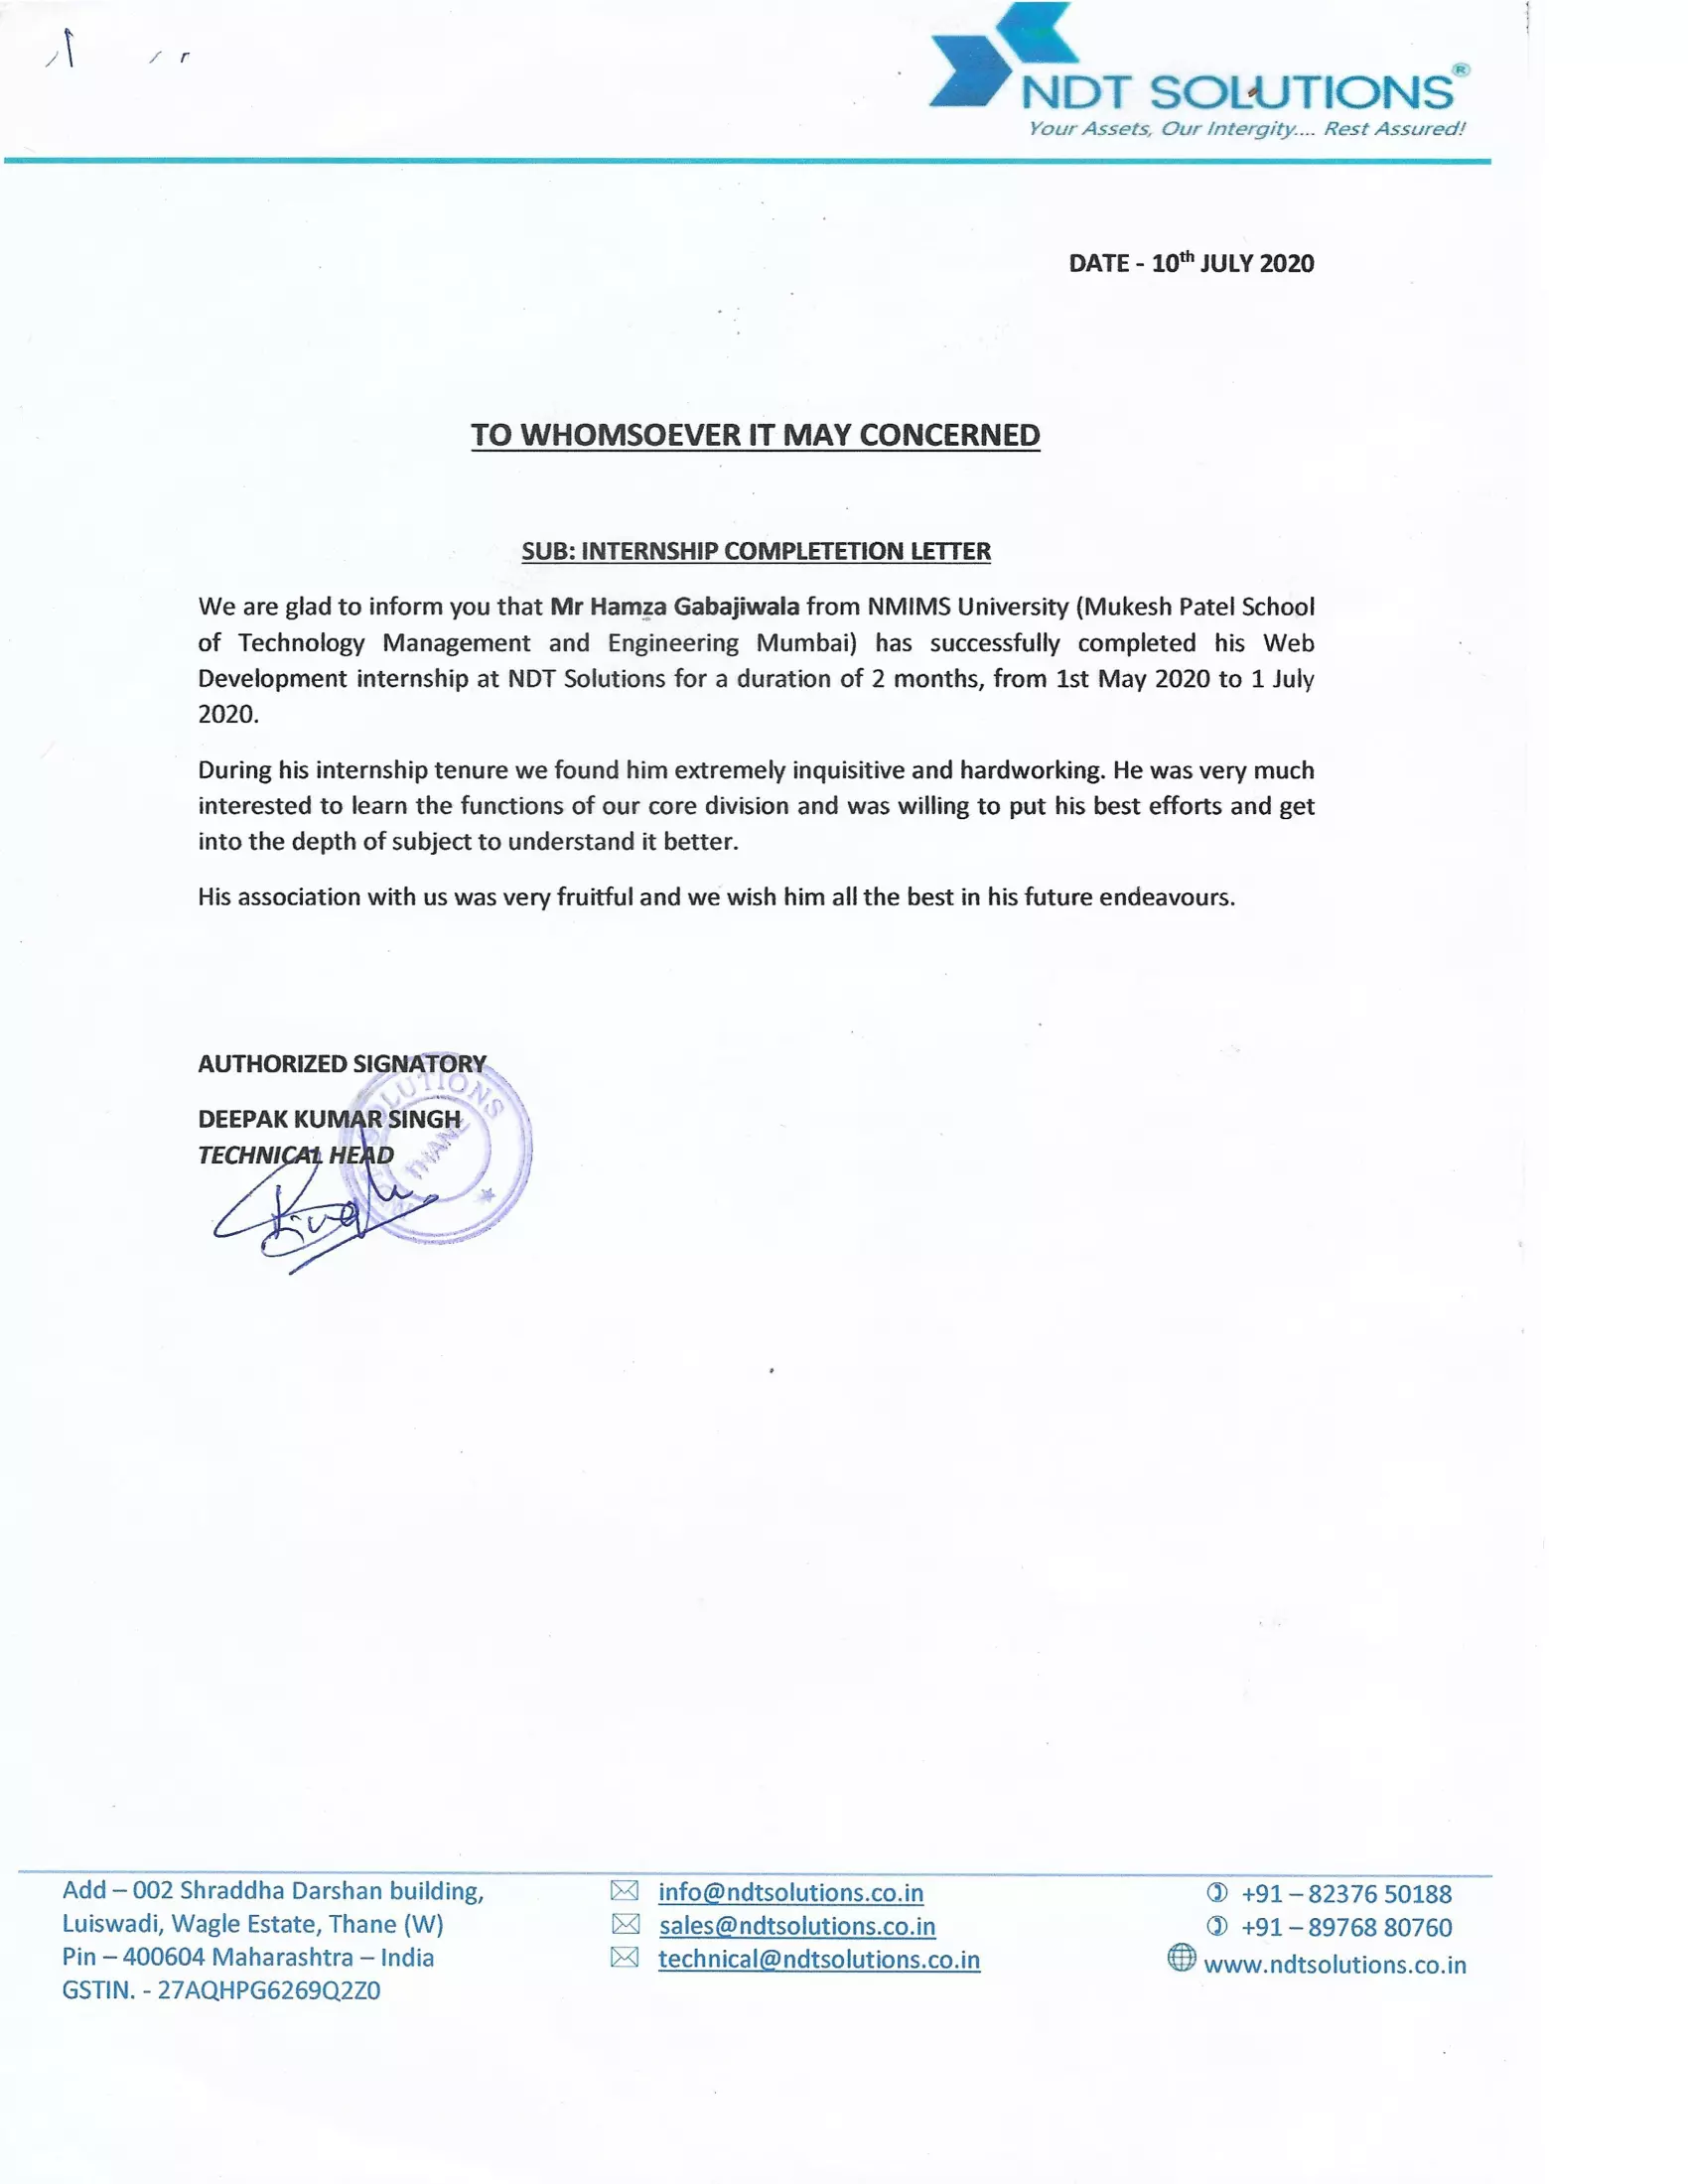 NDT SOLUTIONS®
Your Assets, Our Intergity.... Rest Assured!
DATE - 10th JULY 2020
TO WHOMSOEVER IT MAY CONCERNED
SUB: INTERNSHIP COMPLETETION LETTER
We are glad to inform you that Mr Hamza Gabajiwala from NMIMS University (Mukesh Patel School
of Technology Management and Engineering Mumbai) has successfully completed his Web
Development internship at NDT Solutions for a duration of 2 months, from 1st May 2020 to 1 July
2020.
During his internship tenure we found him extremely inquisitive and hardworking. He was very much
interested to learn the functions of our core division and was willing to put his best efforts and get
into the depth of subject to understand it better.
His association with us was very fruitful and we wish him all the best in his future endeavours.
AUTHORIZED SIGNATORY
DEEPAK KUMAR SINGH
TECHNICAL HEAD
SOLUTIONS
THANE
Add – 002 Shraddha Darshan building,
Luiswadi, Wagle Estate, Thane (W)
Pin – 400604 Maharashtra – India
GSTIN. - 27AQHPG6269Q2Z0
info@ndtsolutions.co.in
sales@ndtsolutions.co.in
technical@ndtsolutions.co.in
+91 – 82376 50188
+91 – 89768 80760
www.ndtsolutions.co.in